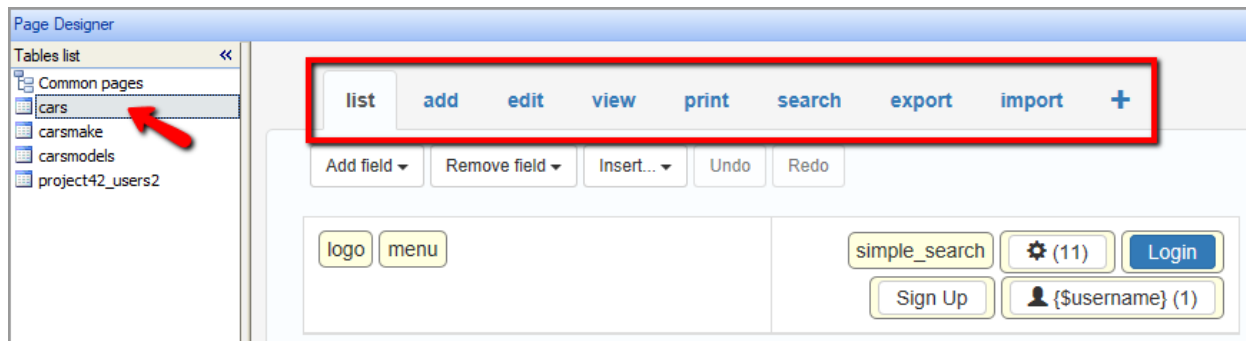 Page Designer
Tables list «
Common pages
cars
carsmake
carsmodels
project42_users2
list add edit view print search export import +
Add field Remove field Insert... Undo Redo
logo menu simple_search (11) Login
Sign Up {$username} (1)